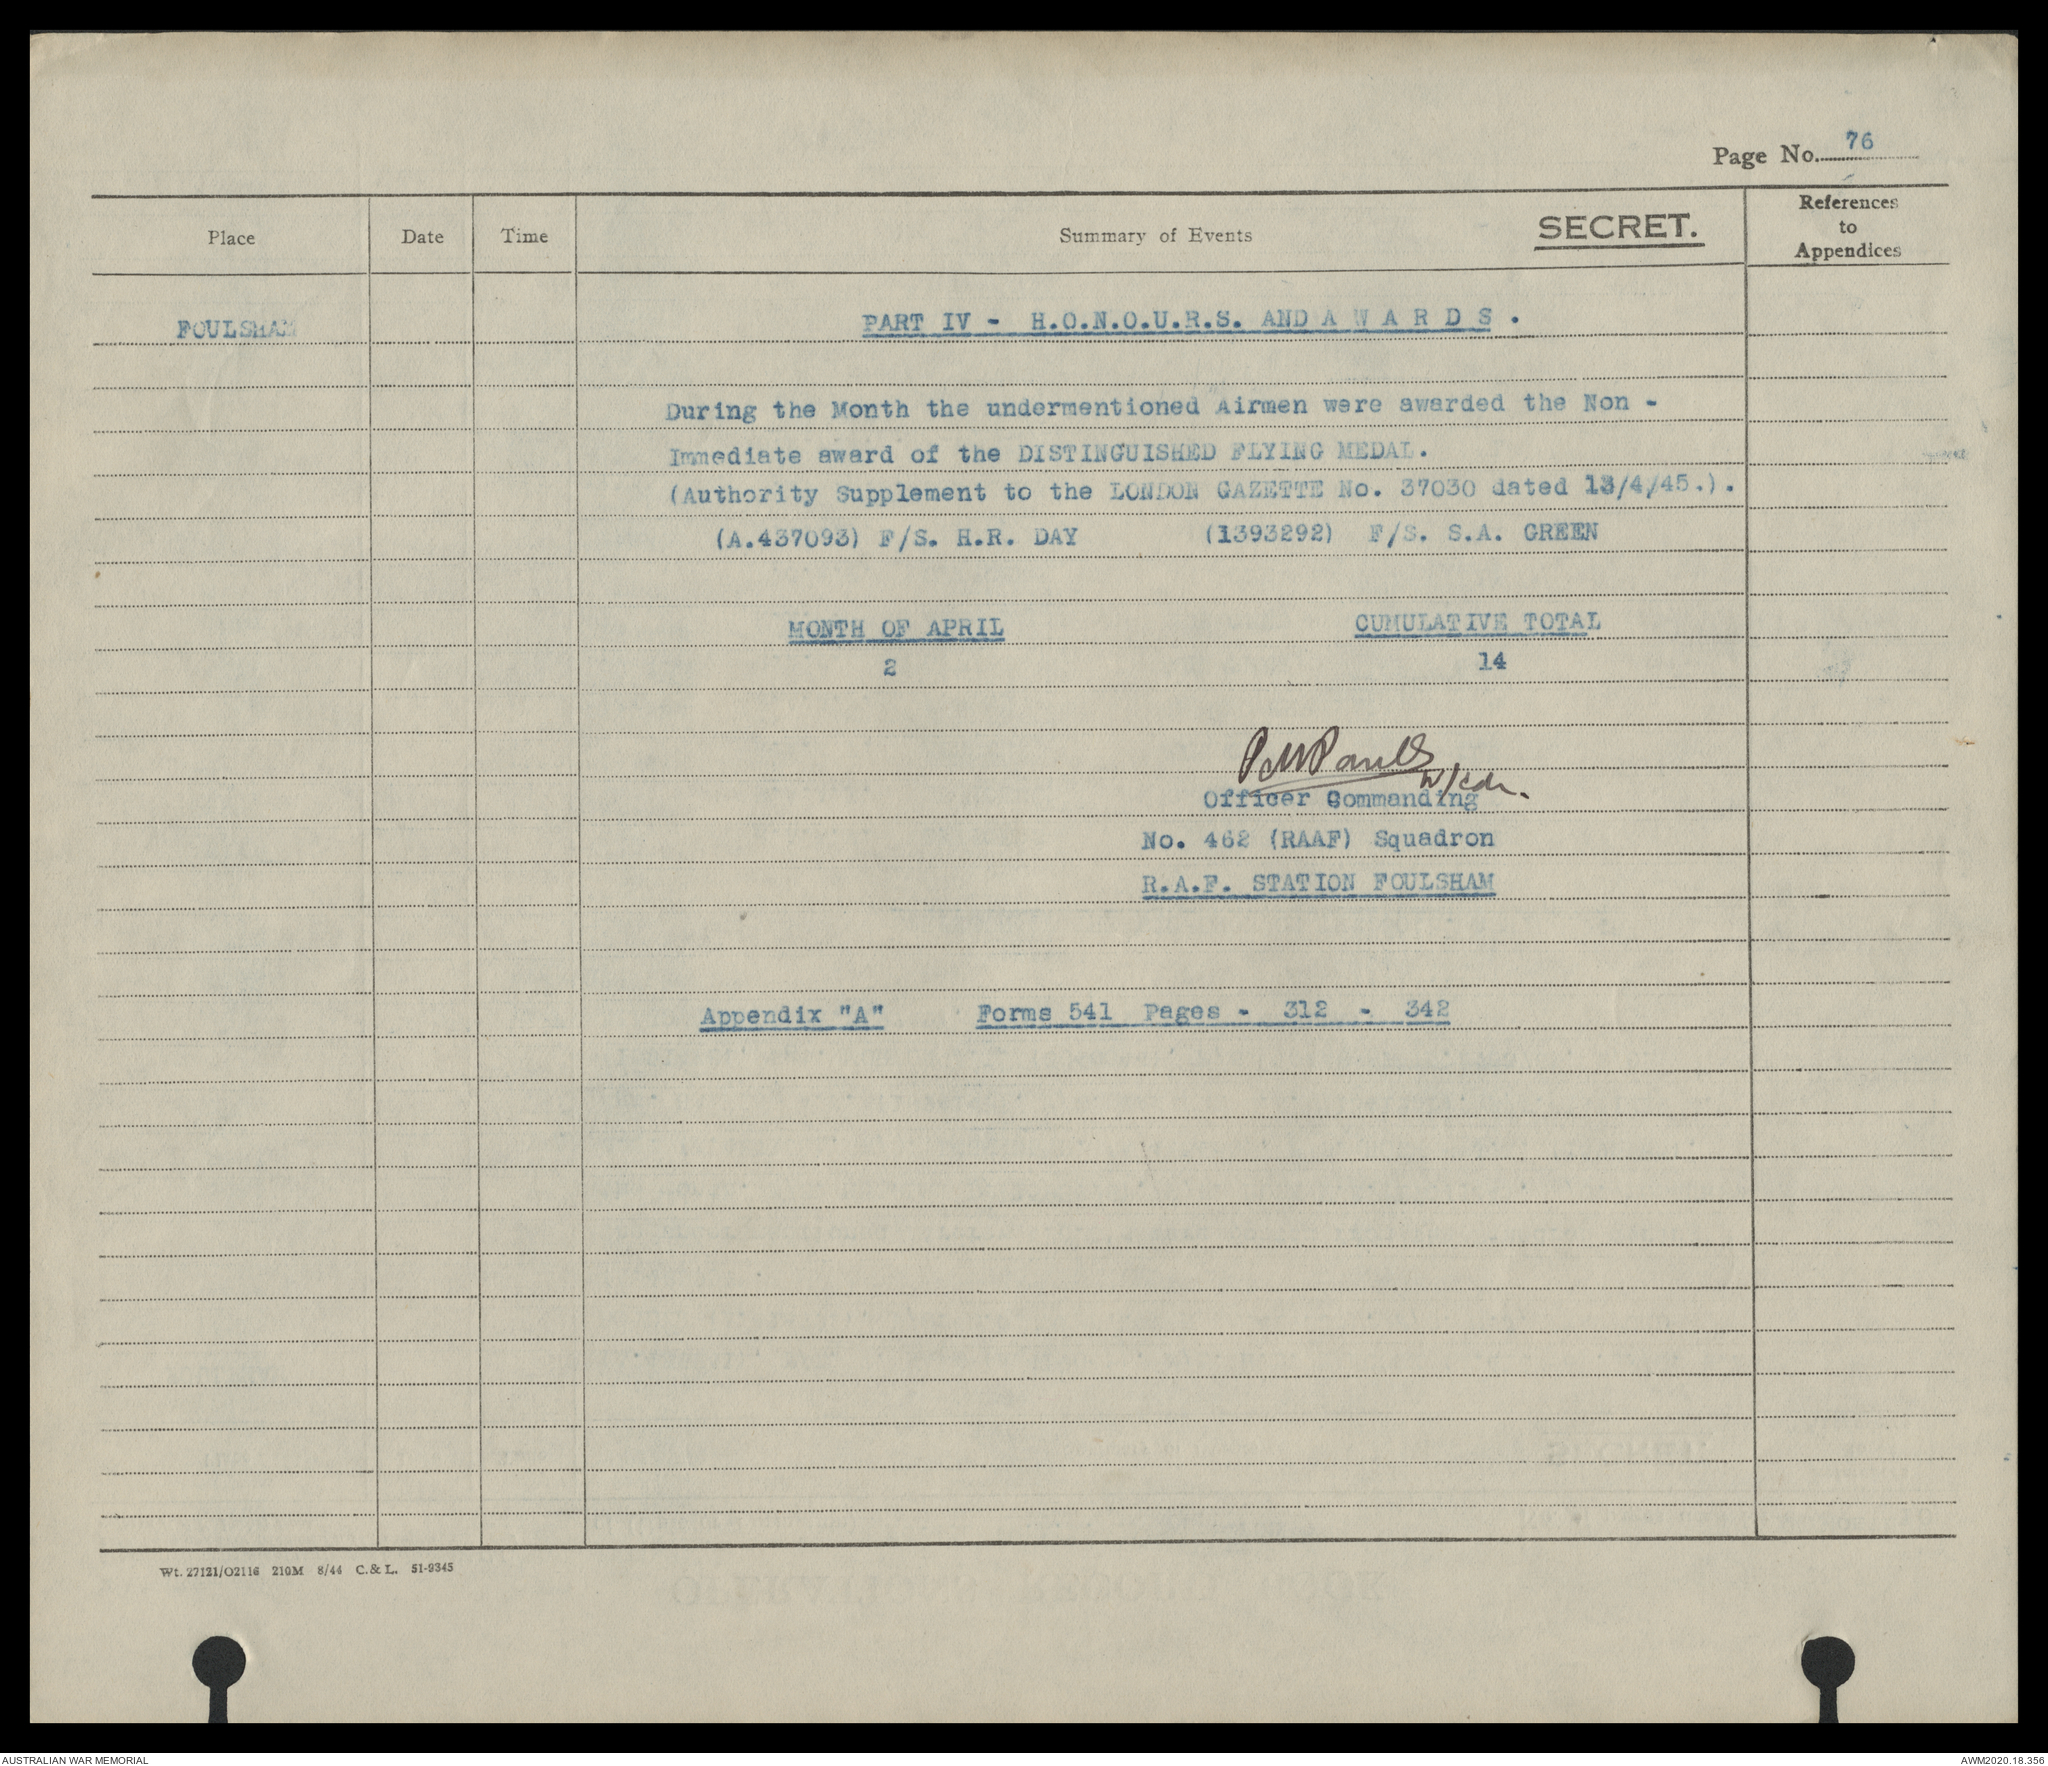 Page No. 76
Place
Date
Time
Summary of Events
SECRET.
References
to
Appendices
FOULSHAM
PART IV - H.O.N.O.U.R.S. AND A W A R D S .
During the Month the undermentioned Airmen were awarded the Non -
Immediate award of the DISTINGUISHED FLYING MEDAL.
(Authority Supplement to the LONDON GAZETTE No. 37030 dated 13/4/45.).
(A.437093) F/S. H.R. DAY (1393292) F/S. S.A. GREEN
MONTH OF APRIL CUMULATIVE TOTAL
2 14
W/Cdr.
Officer Commanding
No. 462 (RAAF) Squadron
R.A.F. STATION FOULSHAM
Appendix "A" Forms 541 Pages - 312 - 342
Wt. 27121/O2116 210M 8/44 C. & L. 51-9345
AUSTRALIAN WAR MEMORIAL
AWM2020.18.356